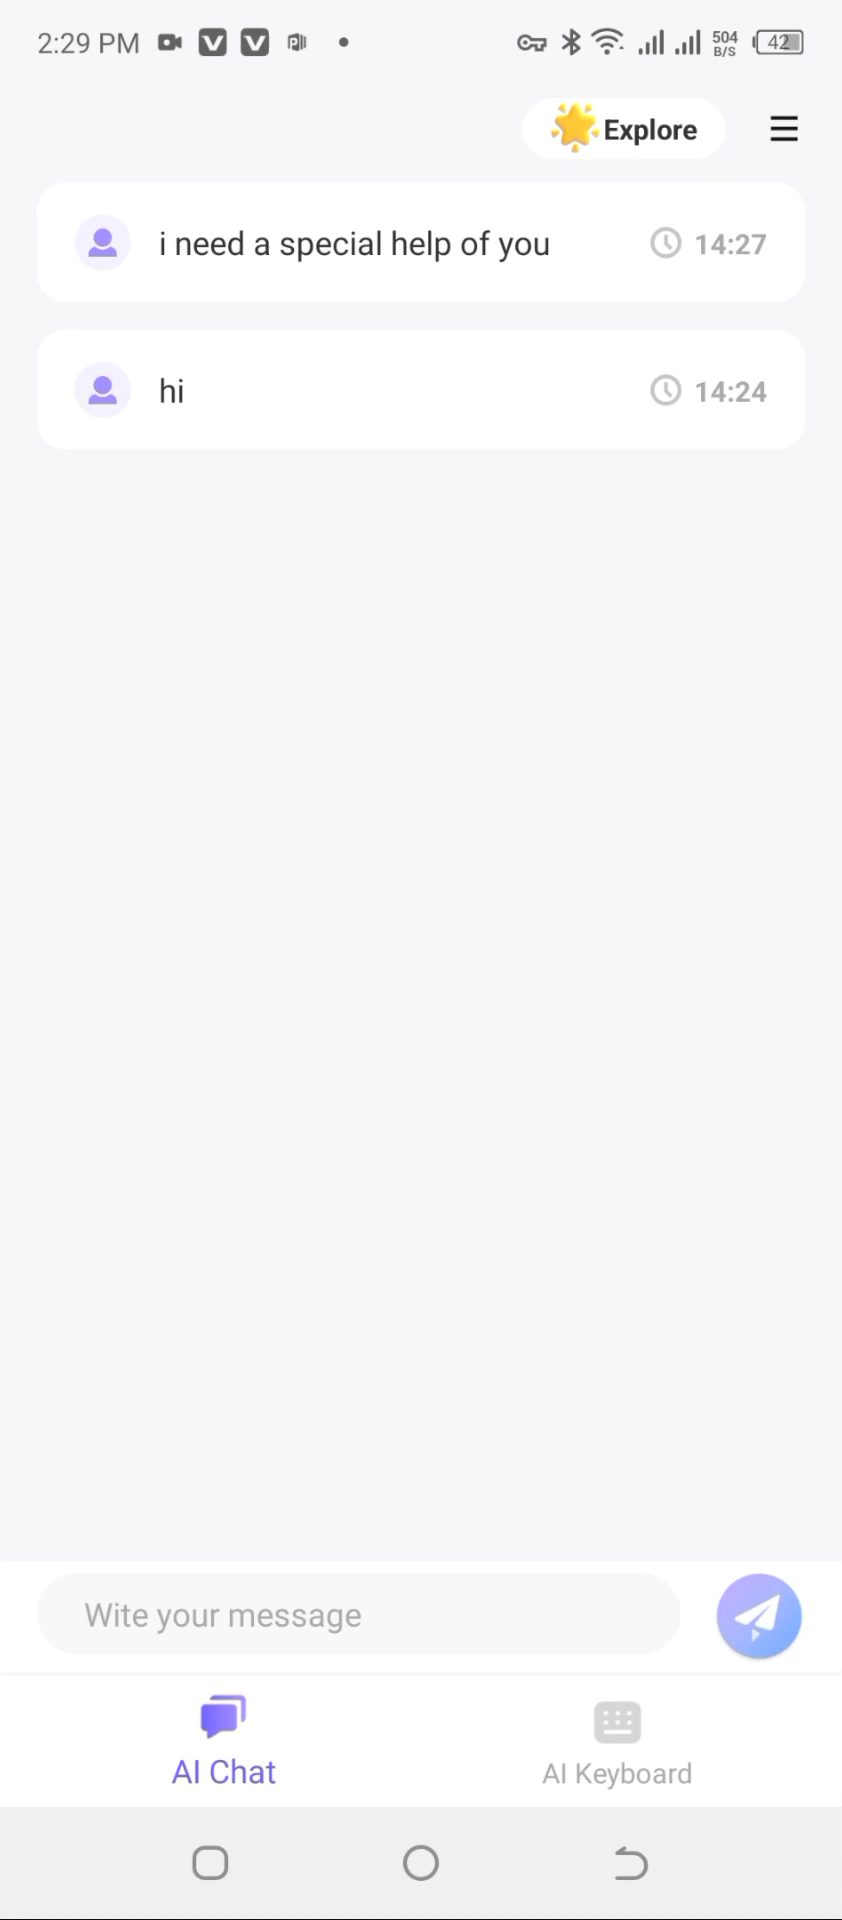 2:29 PM
504
B/S
42
Explore
i need a special help of you
14:27
hi
14:24
Wite your message
AI Chat
AI Keyboard